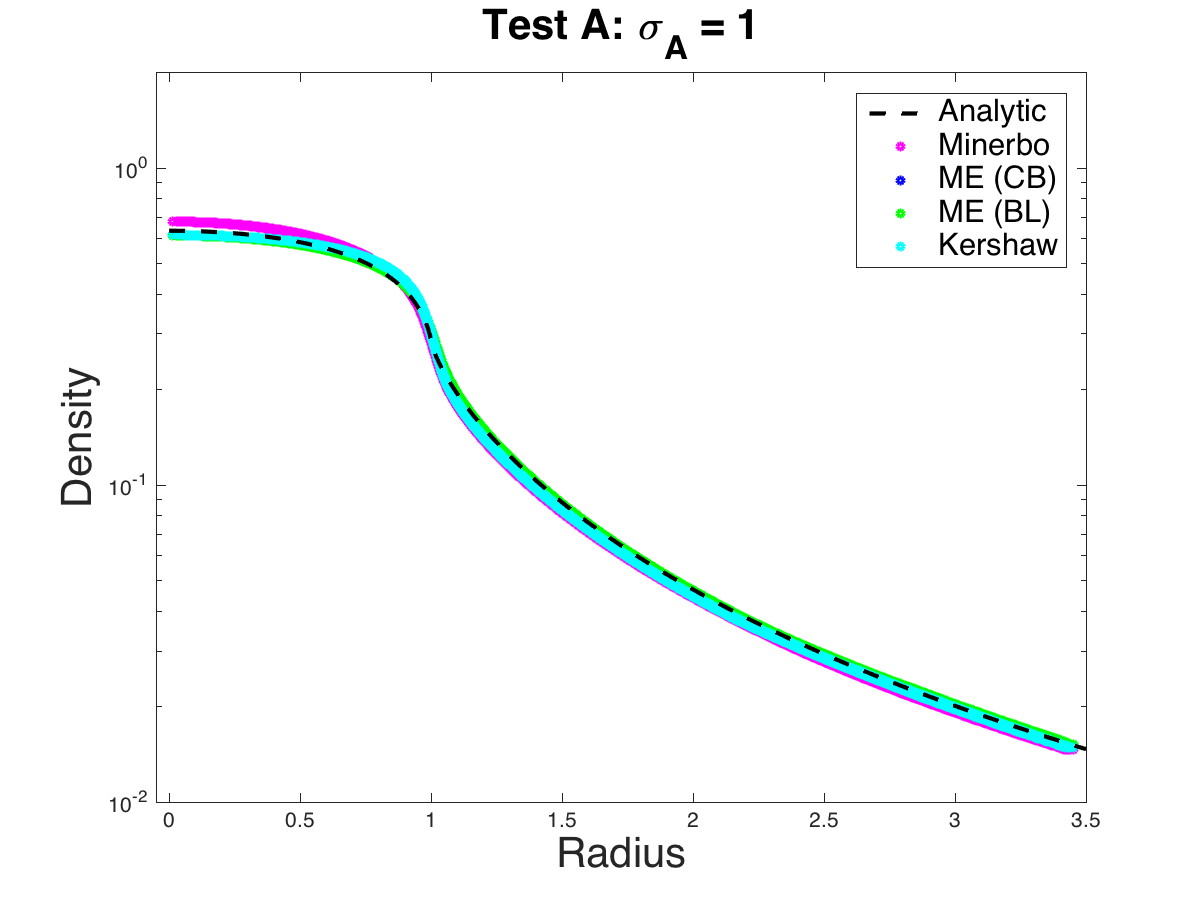 Test A: σ_A = 1
Analytic
Minerbo
ME (CB)
ME (BL)
Kershaw
10^0
10^-1
10^-2
Density
0 0.5 1 1.5 2 2.5 3 3.5
Radius